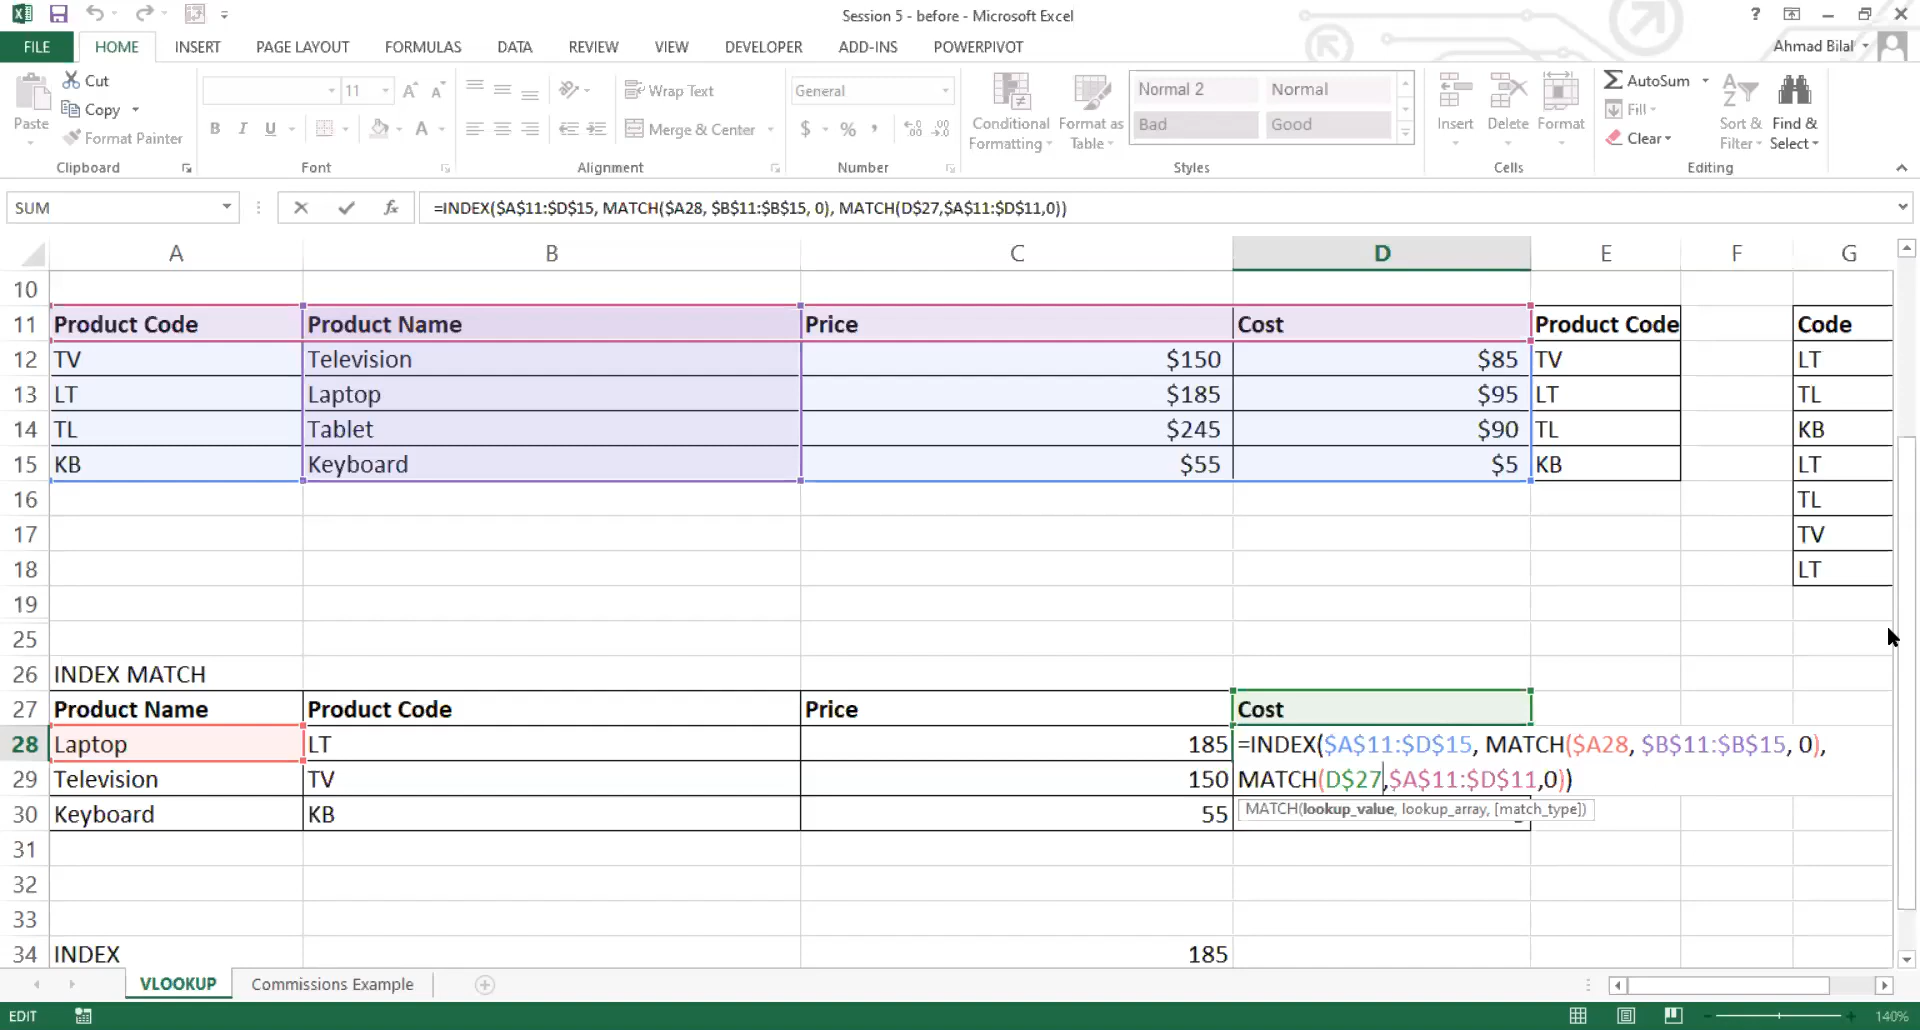 Session 5 - before - Microsoft Excel
?
FILE HOME INSERT PAGE LAYOUT FORMULAS DATA REVIEW VIEW DEVELOPER ADD-INS POWERPIVOT Ahmad Bilal
Paste
Cut
Copy
Format Painter
Clipboard
11
B I U
Font
Wrap Text
Merge & Center
Alignment
General
$ % ,
Number
Conditional Formatting
Format as Table
Normal 2 Normal
Bad Good
Styles
Insert Delete Format
Cells
AutoSum
Fill
Clear
Sort & Filter
Find & Select
Editing
SUM =INDEX($A$11:$D$15, MATCH($A28, $B$11:$B$15, 0), MATCH(D$27,$A$11:$D$11,0))
A B C D E F G
10
11 Product Code Product Name Price Cost Product Code Code
12 TV Television $150 $85 TV LT
13 LT Laptop $185 $95 LT TL
14 TL Tablet $245 $90 TL KB
15 KB Keyboard $55 $5 KB LT
16 TL
17 TV
18 LT
19
25
26 INDEX MATCH
27 Product Name Product Code Price Cost
28 Laptop LT 185 =INDEX($A$11:$D$15, MATCH($A28, $B$11:$B$15, 0),
29 Television TV 150 MATCH(D$27,$A$11:$D$11,0))
30 Keyboard KB 55 MATCH(lookup_value, lookup_array, [match_type])
31
32
33
34 INDEX 185
VLOOKUP Commissions Example
EDIT 140%